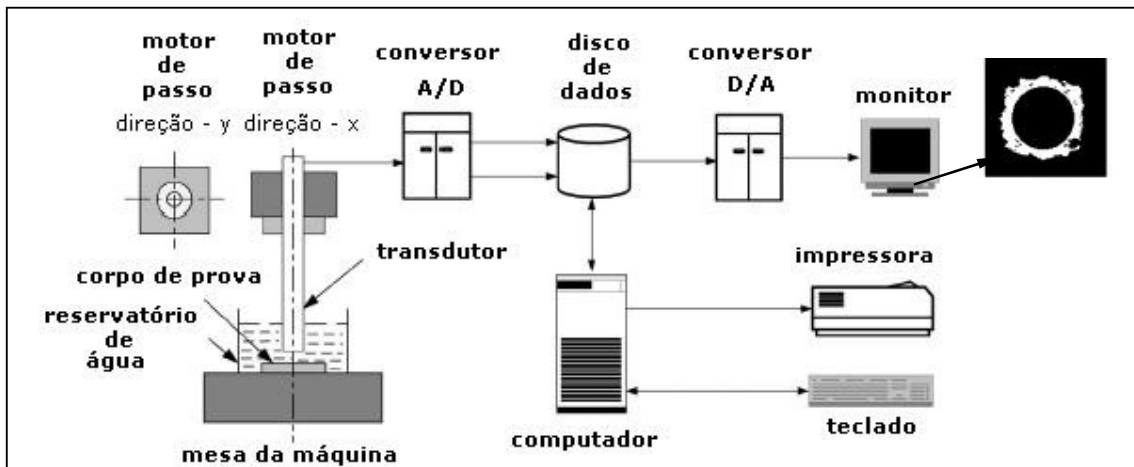 motor
de
passo
direção - y
motor
de
passo
direção - x
conversor
A/D
disco
de
dados
conversor
D/A
monitor
transdutor
corpo de prova
reservatório
de
água
mesa da máquina
computador
impressora
teclado